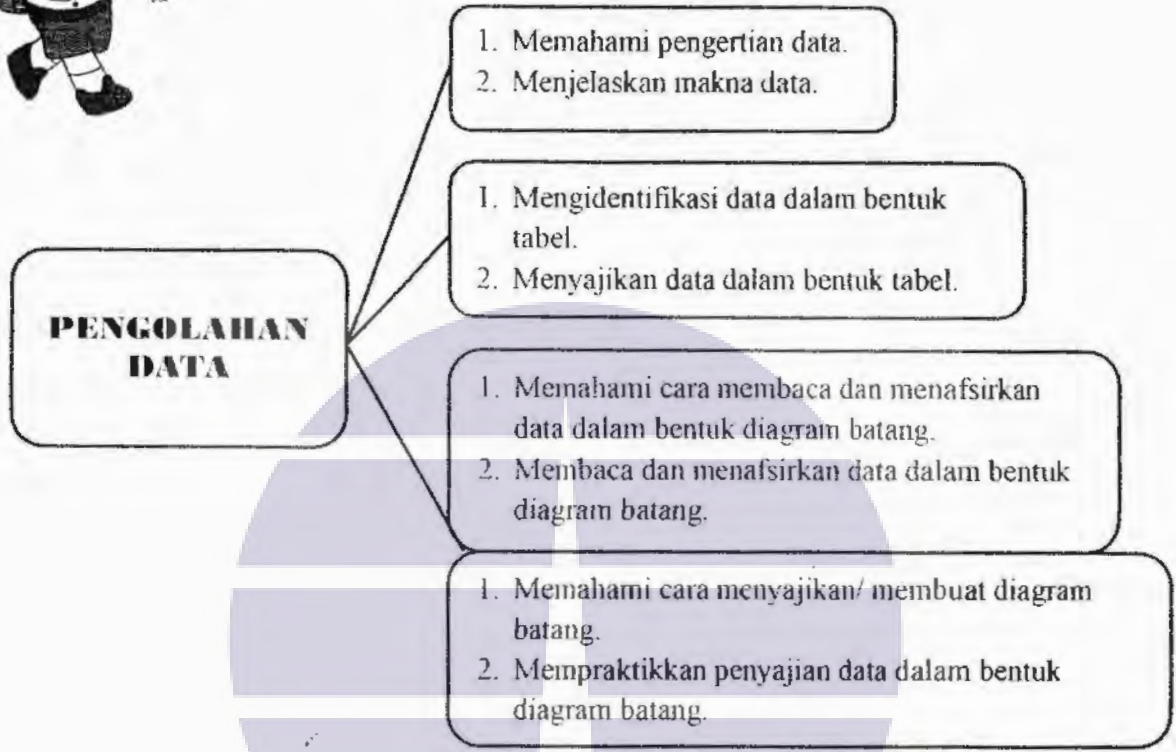 1. Memahami pengertian data.
2. Menjelaskan makna data.
1. Mengidentifikasi data dalam bentuk
tabel.
2. Menyajikan data dalam bentuk tabel.
PENGOLAHAN
DATA
1. Memahami cara membaca dan menafsirkan
data dalam bentuk diagram batang.
2. Membaca dan menafsirkan data dalam bentuk
diagram batang.
1. Memahami cara menyajikan/ membuat diagram
batang.
2. Mempraktikkan penyajian data dalam bentuk
diagram batang.